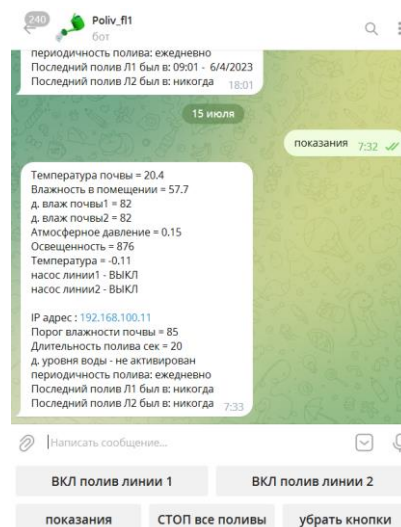 240
Poliv_fl1
бот
периодичность полива: ежедневно
Последний полив Л1 был в: 09:01 - 6/4/2023
Последний полив Л2 был в: никогда 18:01
15 июля
показания 7:32
Температура почвы = 20.4
Влажность в помещении = 57.7
д. влаж почвы1 = 82
д. влаж почвы2 = 82
Атмосферное давление = 0.15
Освещенность = 876
Температура = -0.11
насос линии1 - ВЫКЛ
насос линии2 - ВЫКЛ
IP адрес : 192.168.100.11
Порог влажности почвы = 85
Длительность полива сек = 20
д. уровня воды - не активирован
периодичность полива: ежедневно
Последний полив Л1 был в: никогда
Последний полив Л2 был в: никогда 7:33
Написать сообщение...
ВКЛ полив линии 1 ВКЛ полив линии 2
показания СТОП все поливы убрать кнопки